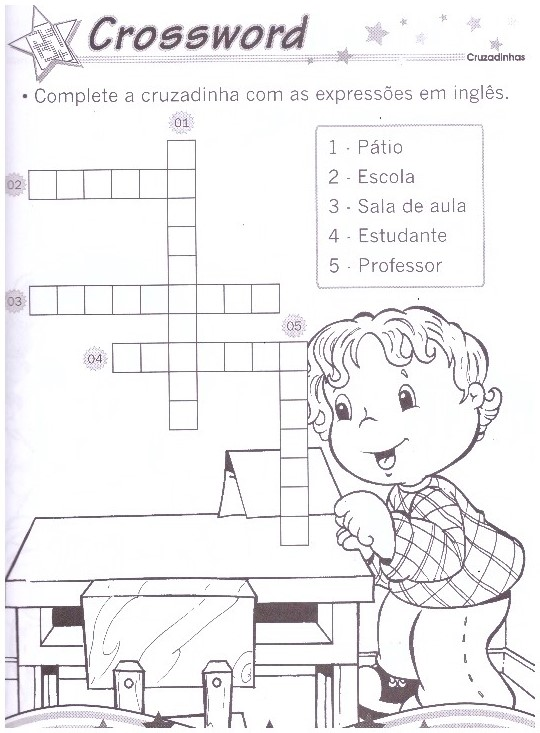 Crossword
Cruzadinhas
• Complete a cruzadinha com as expressões em inglês.
01
1 - Pátio
02
2 - Escola
3 - Sala de aula
4 - Estudante
5 - Professor
03
05
04